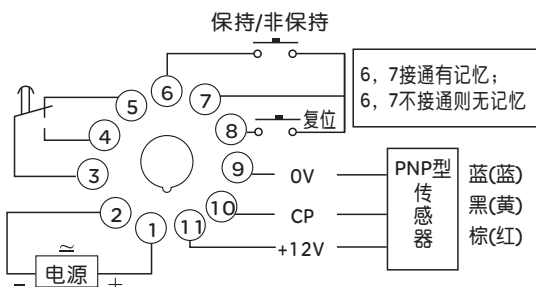 保持/非保持
6，7接通有记忆；
6，7不接通则无记忆
6
7
5
8
复位
4
3
9
0V
PNP型
传
感
器
蓝(蓝)
2
10
CP
黑(黄)
1
11
+12V
棕(红)
≃
−
电源
+